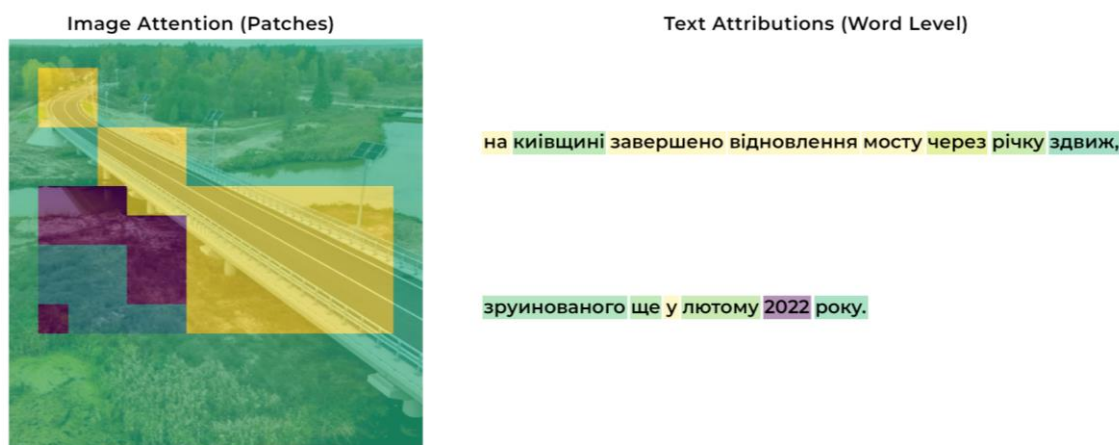 Image Attention (Patches)
Text Attributions (Word Level)
на київщині завершено відновлення мосту через річку здвиж,
зруинованого ще у лютому 2022 року.